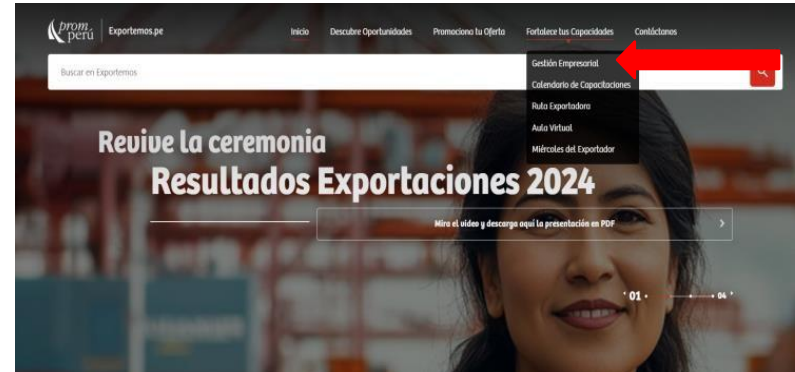 prom.
perú
Exportemos.pe
Inicio
Descubre Oportunidades
Promociona tu Oferta
Fortalece tus Capacidades
Contáctanos
Buscar en Exportemos
Gestión Empresarial
Calendario de Capacitaciones
Ruta Exportadora
Aula Virtual
Miércoles del Exportador
Revive la ceremonia
Resultados Exportaciones 2024
Mira el video y descarga aquí la presentación en PDF
01
04